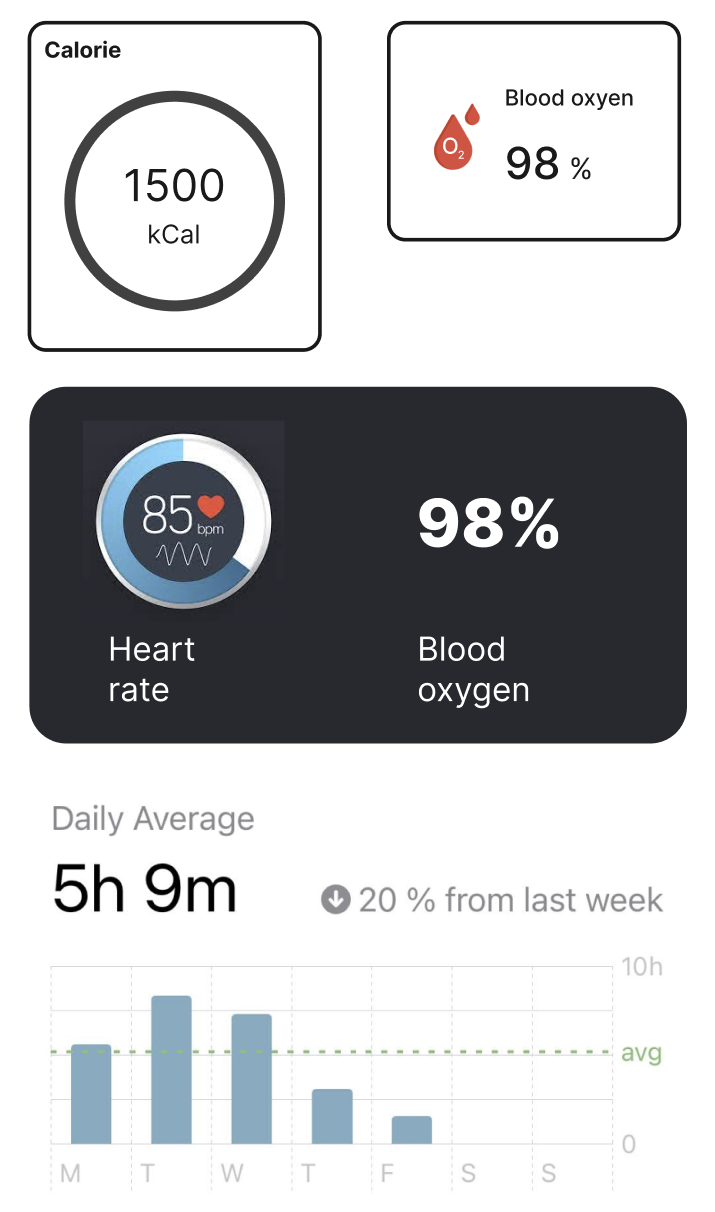 Calorie
1500
kCal
Blood oxyen
O₂
98 %
85
bpm
98%
Heart
rate
Blood
oxygen
Daily Average
5h 9m
20 % from last week
10h
avg
0
M T W T F S S